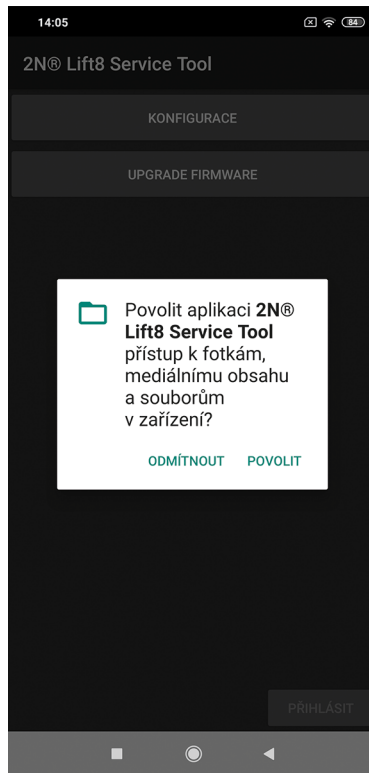 14:05
84
2N® Lift8 Service Tool
KONFIGURACE
UPGRADE FIRMWARE
Povolit aplikaci 2N®
Lift8 Service Tool
přístup k fotkám,
mediálnímu obsahu
a souborům
v zařízení?
ODMÍTNOUT POVOLIT
PŘIHLÁSIT